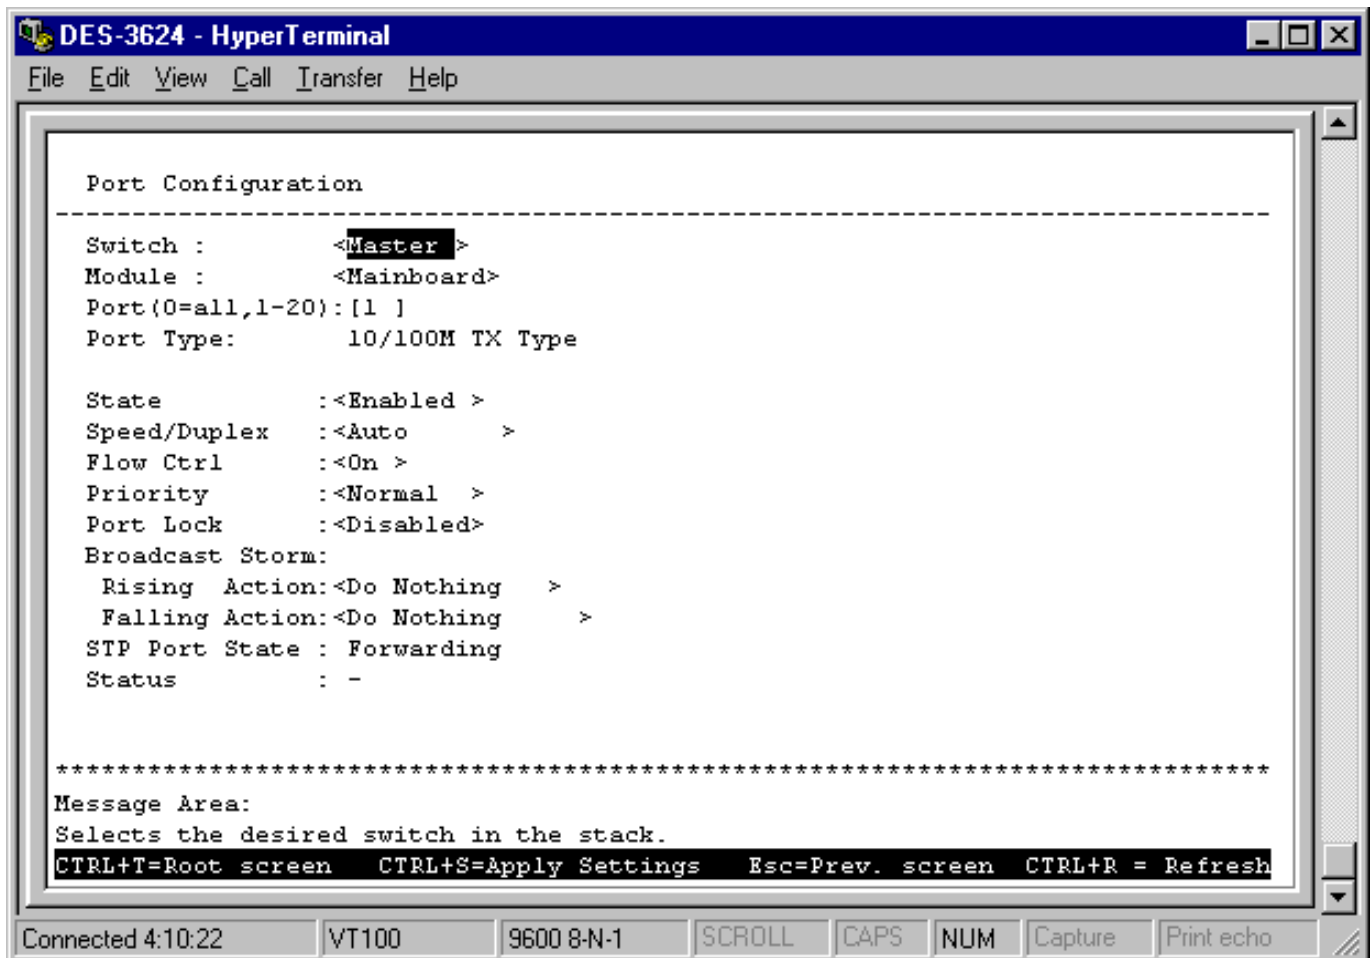 DES-3624 - HyperTerminal
File Edit View Call Transfer Help
Port Configuration
--------------------------------------------------------------------------------
Switch : <Master >
Module : <Mainboard>
Port(0=all,1-20):[1 ]
Port Type: 10/100M TX Type
State :<Enabled >
Speed/Duplex :<Auto >
Flow Ctrl :<On >
Priority :<Normal >
Port Lock :<Disabled>
Broadcast Storm:
Rising Action:<Do Nothing >
Falling Action:<Do Nothing >
STP Port State : Forwarding
Status : -
*******************************************************************************
Message Area:
Selects the desired switch in the stack.
CTRL+T=Root screen CTRL+S=Apply Settings Esc=Prev. screen CTRL+R = Refresh
Connected 4:10:22 VT100 9600 8-N-1 SCROLL CAPS NUM Capture Print echo